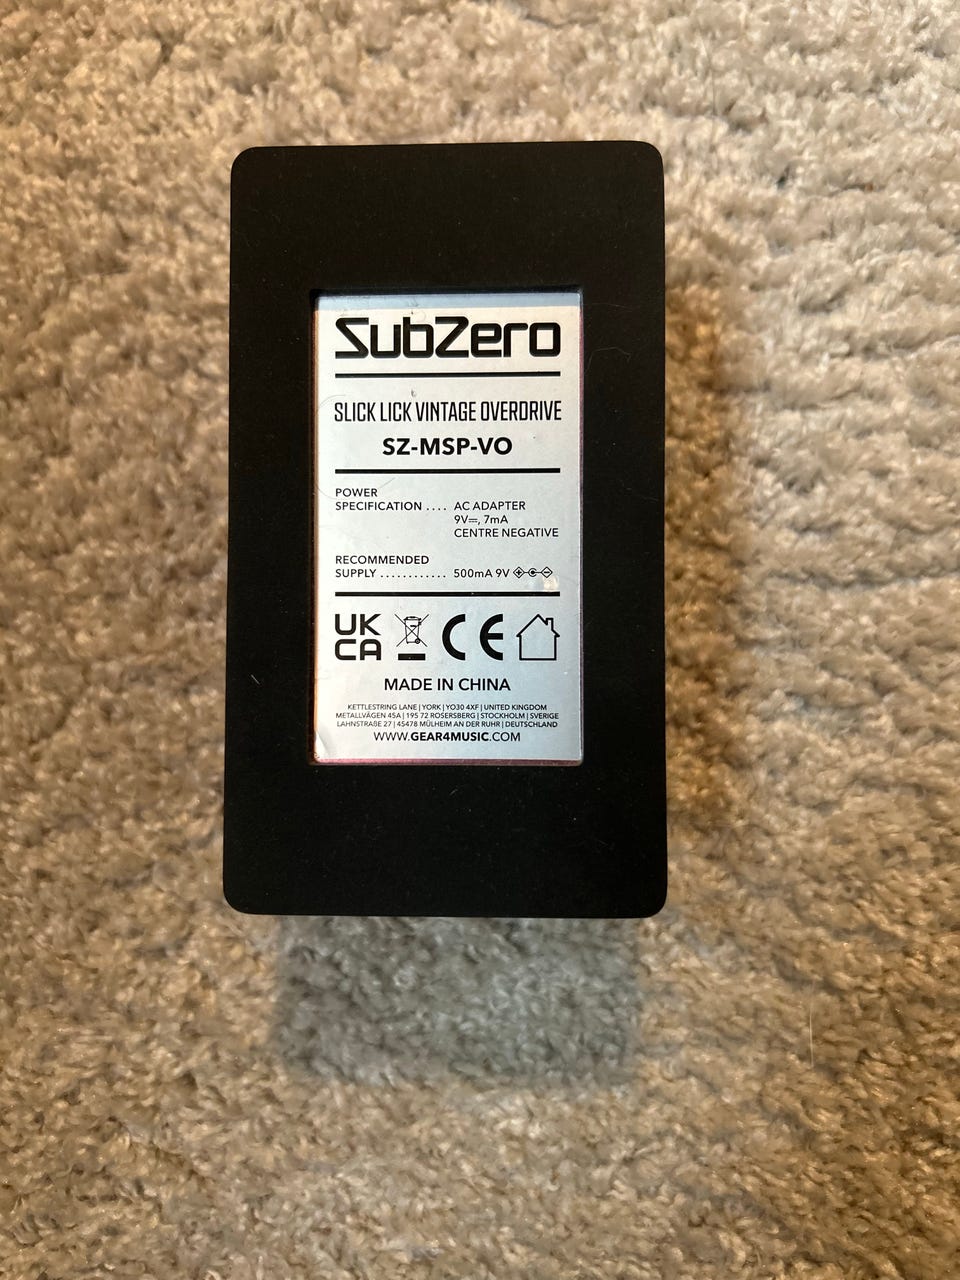 SubZero
SLICK LICK VINTAGE OVERDRIVE
SZ-MSP-VO
POWER
SPECIFICATION .... AC ADAPTER
9V⎓, 7mA
CENTRE NEGATIVE
RECOMMENDED
SUPPLY ............ 500mA 9V
UK
CA
CE
MADE IN CHINA
KETTLESTRING LANE | YORK | YO30 4XF | UNITED KINGDOM
METALLVÄGEN 45A | 195 72 ROSERSBERG | STOCKHOLM | SVERIGE
LAHNSTRAßE 27 | 45478 MÜLHEIM AN DER RUHR | DEUTSCHLAND
WWW.GEAR4MUSIC.COM